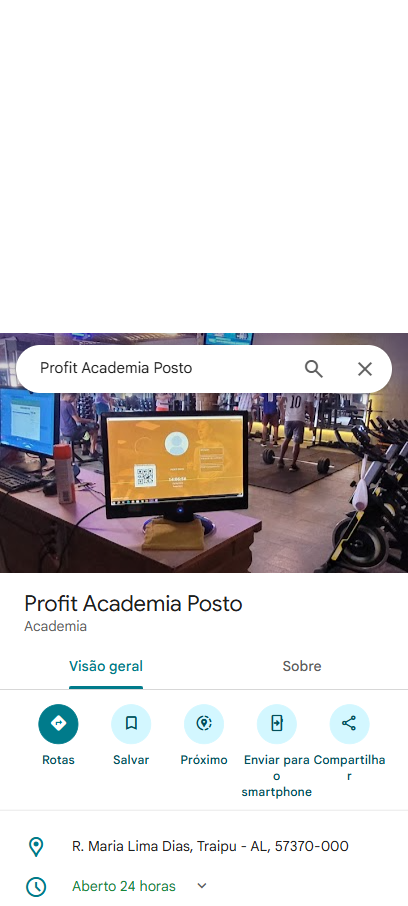 Profit Academia Posto
10
Profit Academia Posto
Academia
Visão geral
Sobre
Rotas
Salvar
Próximo
Enviar para o smartphone
Compartilhar
R. Maria Lima Dias, Traipu - AL, 57370-000
Aberto 24 horas